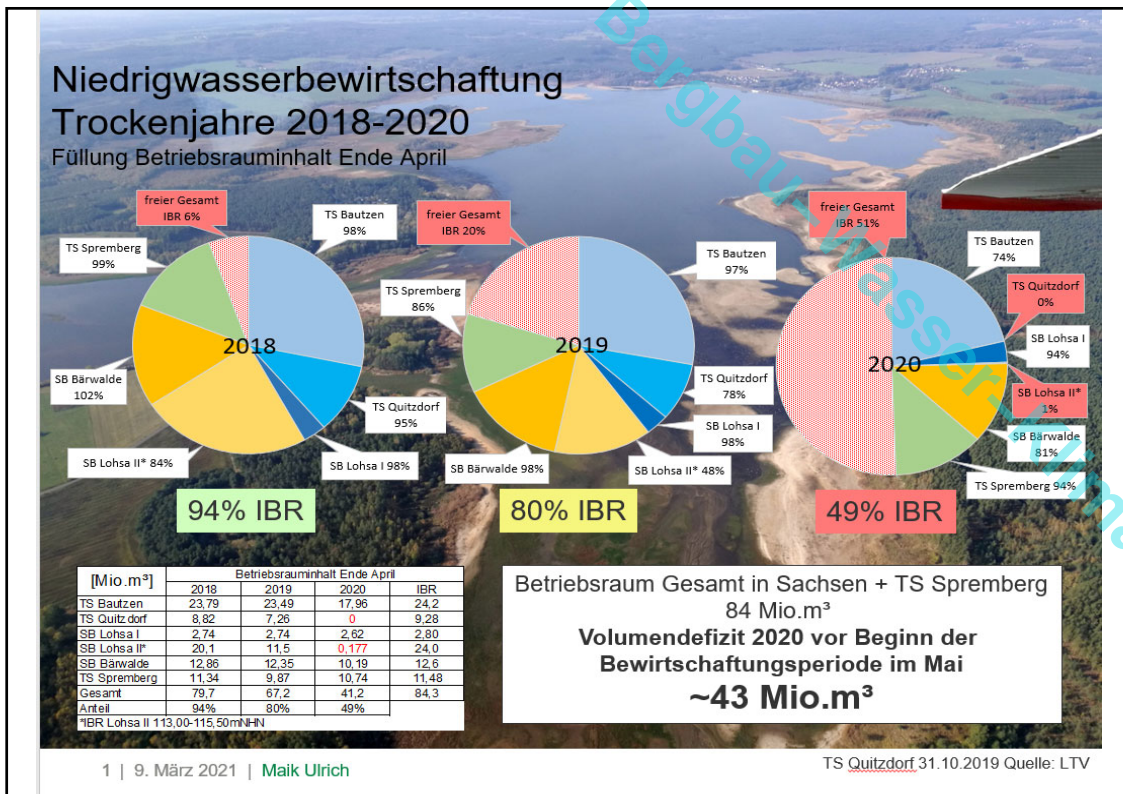 Niedrigwasserbewirtschaftung
Trockenjahre 2018-2020
Füllung Betriebsrauminhalt Ende April
freier Gesamt
IBR 6%
TS Bautzen
98%
TS Spremberg
99%
2018
SB Bärwalde
102%
TS Quitzdorf
95%
SB Lohsa II* 84%
SB Lohsa I 98%
94% IBR
freier Gesamt
IBR 20%
TS Bautzen
97%
TS Spremberg
86%
2019
TS Quitzdorf
78%
SB Lohsa I
98%
SB Bärwalde 98%
SB Lohsa II* 48%
80% IBR
freier Gesamt
IBR 51%
TS Bautzen
74%
TS Quitzdorf
0%
SB Lohsa I
94%
2020
SB Lohsa II*
1%
SB Bärwalde
81%
TS Spremberg 94%
49% IBR
[Mio.m³] Betriebsrauminhalt Ende April
2018 2019 2020 IBR
TS Bautzen 23,79 23,49 17,96 24,2
TS Quitzdorf 8,82 7,26 0 9,28
SB Lohsa I 2,74 2,74 2,62 2,80
SB Lohsa II* 20,1 11,5 0,177 24,0
SB Bärwalde 12,86 12,35 10,19 12,6
TS Spremberg 11,34 9,87 10,74 11,48
Gesamt 79,7 67,2 41,2 84,3
Anteil 94% 80% 49%
*IBR Lohsa II 113,00-115,50mNHN
Betriebsraum Gesamt in Sachsen + TS Spremberg
84 Mio.m³
Volumendefizit 2020 vor Beginn der
Bewirtschaftungsperiode im Mai
~43 Mio.m³
1 | 9. März 2021 | Maik Ulrich
TS Quitzdorf 31.10.2019 Quelle: LTV
Bergbau-Wasser-Klima